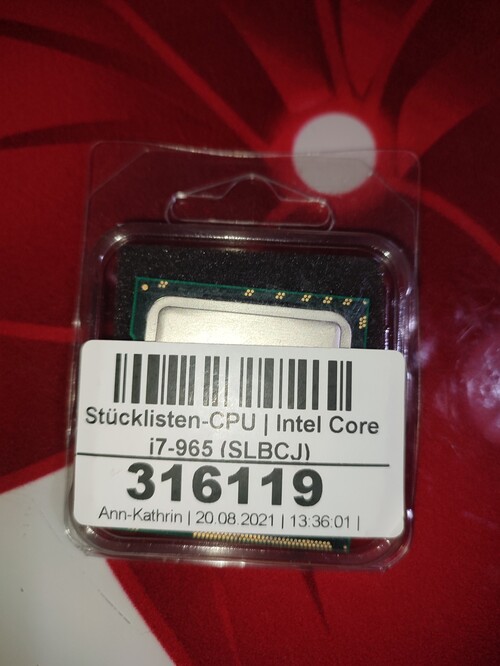 Stücklisten-CPU | Intel Core
i7-965 (SLBCJ)
316119
Ann-Kathrin | 20.08.2021 | 13:36:01 |